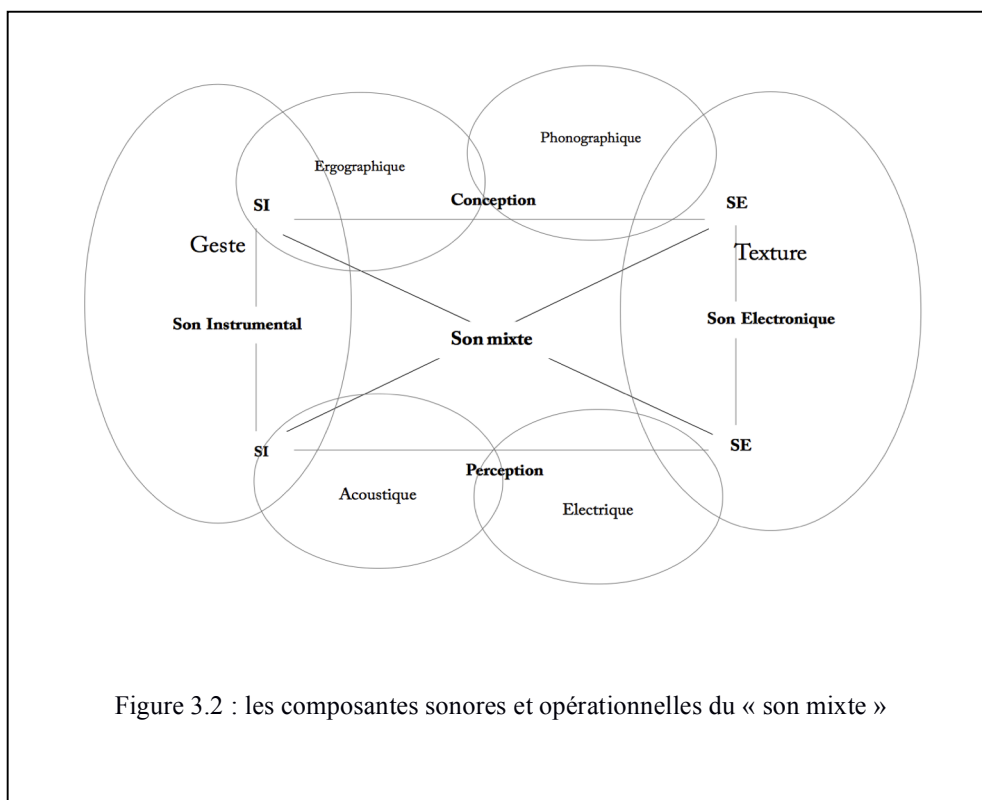 Phonographique
Ergographique
Conception
SI
SE
Geste
Texture
Son Instrumental
Son Electronique
Son mixte
SI
SE
Perception
Acoustique
Electrique
Figure 3.2 : les composantes sonores et opérationnelles du « son mixte »